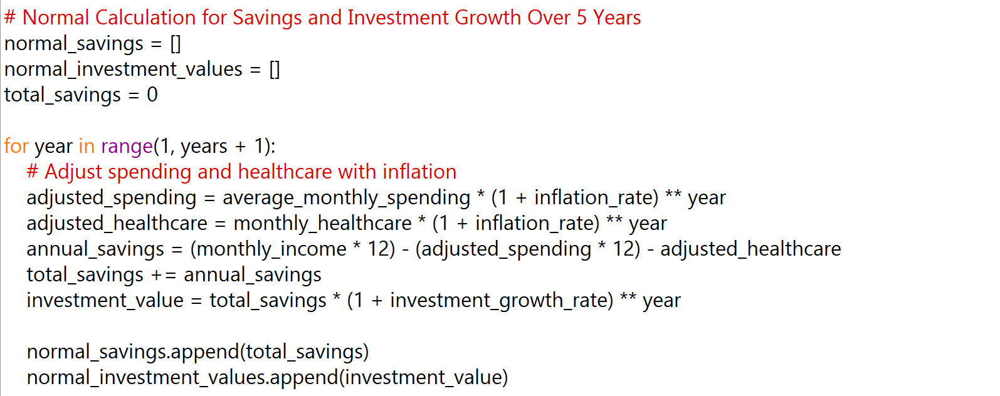 # Normal Calculation for Savings and Investment Growth Over 5 Years
normal_savings = []
normal_investment_values = []
total_savings = 0
for year in range(1, years + 1):
# Adjust spending and healthcare with inflation
adjusted_spending = average_monthly_spending * (1 + inflation_rate) ** year
adjusted_healthcare = monthly_healthcare * (1 + inflation_rate) ** year
annual_savings = (monthly_income * 12) - (adjusted_spending * 12) - adjusted_healthcare
total_savings += annual_savings
investment_value = total_savings * (1 + investment_growth_rate) ** year
normal_savings.append(total_savings)
normal_investment_values.append(investment_value)